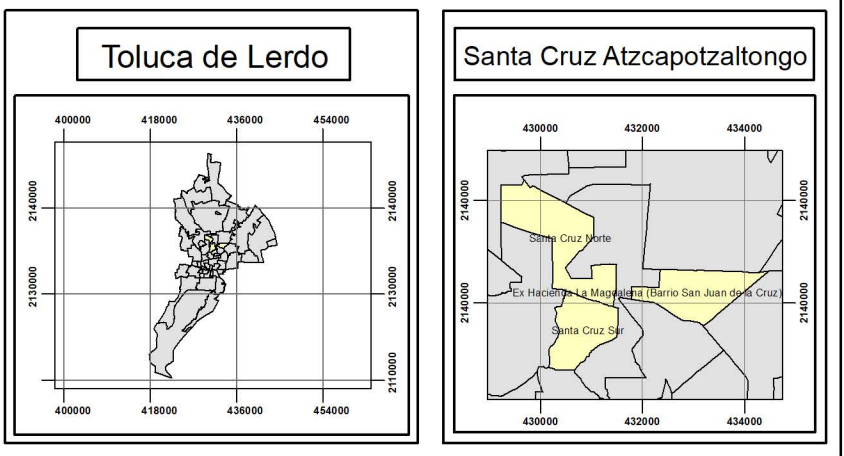 Toluca de Lerdo
400000 418000 436000 454000
2140000 2140000
2130000 2130000
2110000
400000 418000 436000 454000
Santa Cruz Atzcapotzaltongo
430000 432000 434000
2140000 2140000
Santa Cruz Norte
Ex Hacienda La Magdalena (Barrio San Juan de la Cruz)
2140000 2140000
Santa Cruz Sur
430000 432000 434000